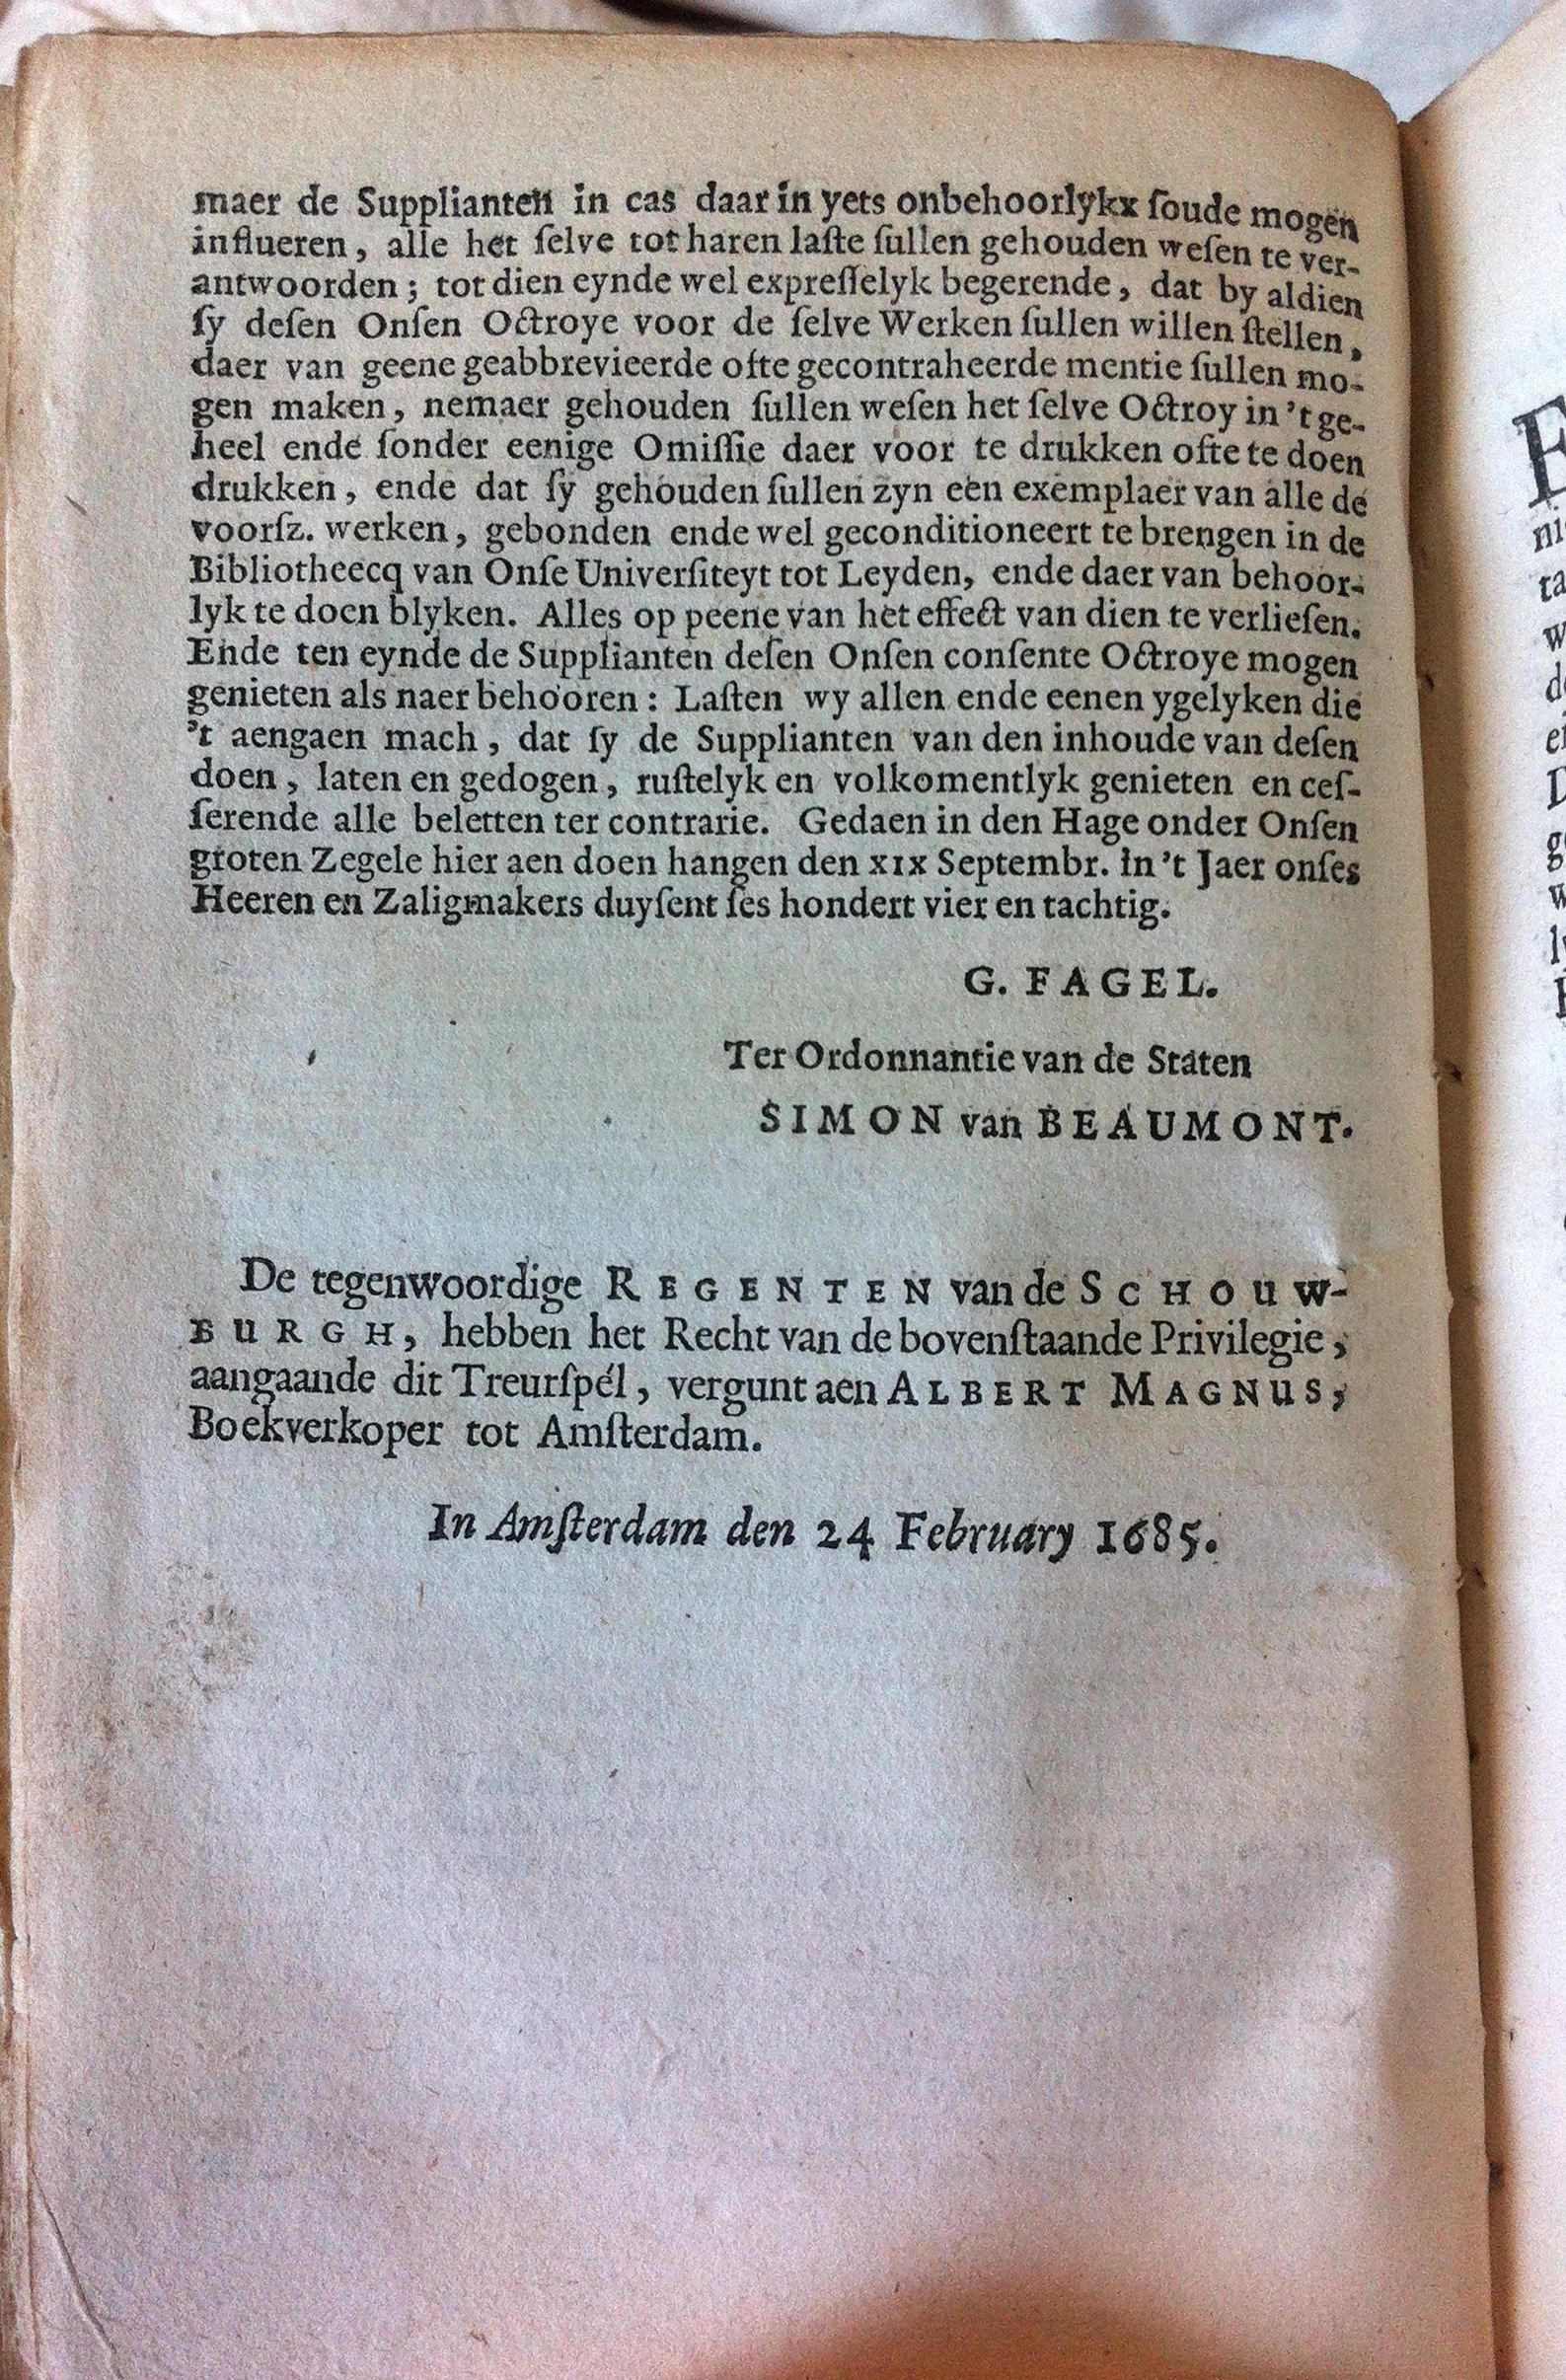 maer de Supplianten in cas daar in yets onbehoorlykx ſoude mogen
influeren, alle het ſelve tot haren laſte ſullen gehouden weſen te ver-
antwoorden; tot dien eynde wel expreſſelyk begerende, dat by aldien
ſy deſen Onſen Octroye voor de ſelve Werken ſullen willen ſtellen,
daer van geene geabbrevieerde ofte gecontraheerde mentie ſullen mo-
gen maken, nemaer gehouden ſullen weſen het ſelve Octroy in 't ge-
heel ende ſonder eenige Omiſſie daer voor te drukken ofte te doen
drukken, ende dat ſy gehouden ſullen zyn een exemplaer van alle de
voorſz. werken, gebonden ende wel geconditioneert te brengen in de
Bibliotheecq van Onſe Univerſiteyt tot Leyden, ende daer van behoor-
lyk te doen blyken. Alles op peene van het effect van dien te verlieſen.
Ende ten eynde de Supplianten deſen Onſen conſente Octroye mogen
genieten als naer behooren: Laſten wy allen ende eenen ygelyken die
't aengaen mach, dat ſy de Supplianten van den inhoude van deſen
doen, laten en gedogen, ruſtelyk en volkomentlyk genieten en ceſ-
ſerende alle beletten ter contrarie. Gedaen in den Hage onder Onſen
groten Zegele hier aen doen hangen den XIX Septembr. in 't Jaer onſes
Heeren en Zaligmakers duyſent ſes hondert vier en tachtig.
G. FAGEL.
Ter Ordonnantie van de Staten
SIMON van BEAUMONT.
De tegenwoordige REGENTEN van de SCHOUW-
BURGH, hebben het Recht van de bovenſtaande Privilegie,
aangaande dit Treurſpél, vergunt aen ALBERT MAGNUS,
Boekverkoper tot Amſterdam.
In Amſterdam den 24 February 1685.